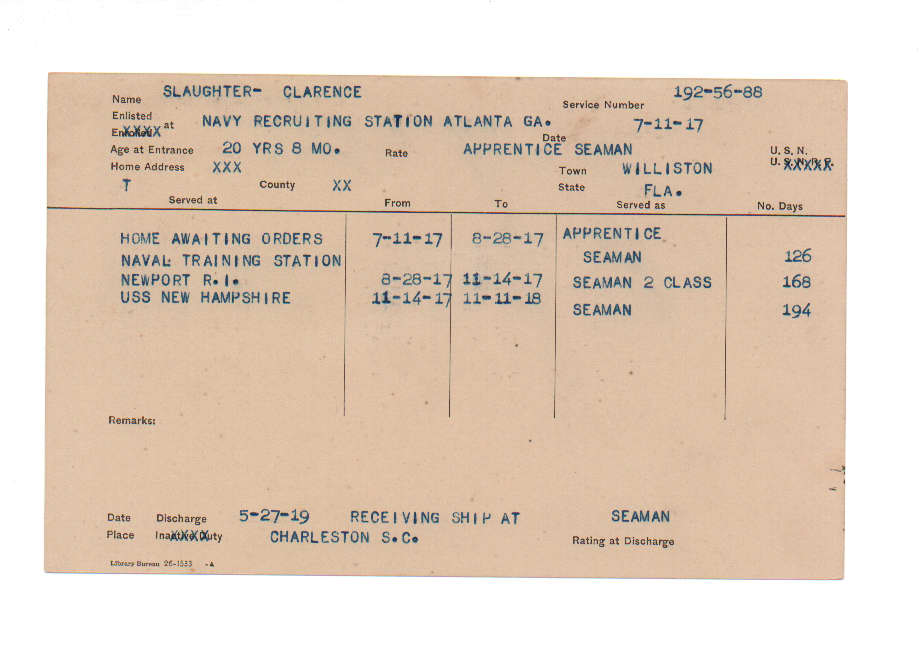 Name SLAUGHTER- CLARENCE Service Number 192-56-88
Enlisted
Enrolled at NAVY RECRUITING STATION ATLANTA GA. Date 7-11-17
Age at Entrance 20 YRS 8 MO. Rate APPRENTICE SEAMAN U. S. N.
U. S. N. R. F.
Home Address XXX Town WILLISTON
T County XX State FLA.
Served at From To Served as No. Days
HOME AWAITING ORDERS 7-11-17 8-28-17 APPRENTICE
NAVAL TRAINING STATION SEAMAN 126
NEWPORT R.I. 8-28-17 11-14-17 SEAMAN 2 CLASS 168
USS NEW HAMPSHIRE 11-14-17 11-11-18
SEAMAN 194
Remarks:
Date Discharge 5-27-19 RECEIVING SHIP AT SEAMAN
Place Inactive Duty CHARLESTON S.C. Rating at Discharge
Library Bureau 26-1533 -A